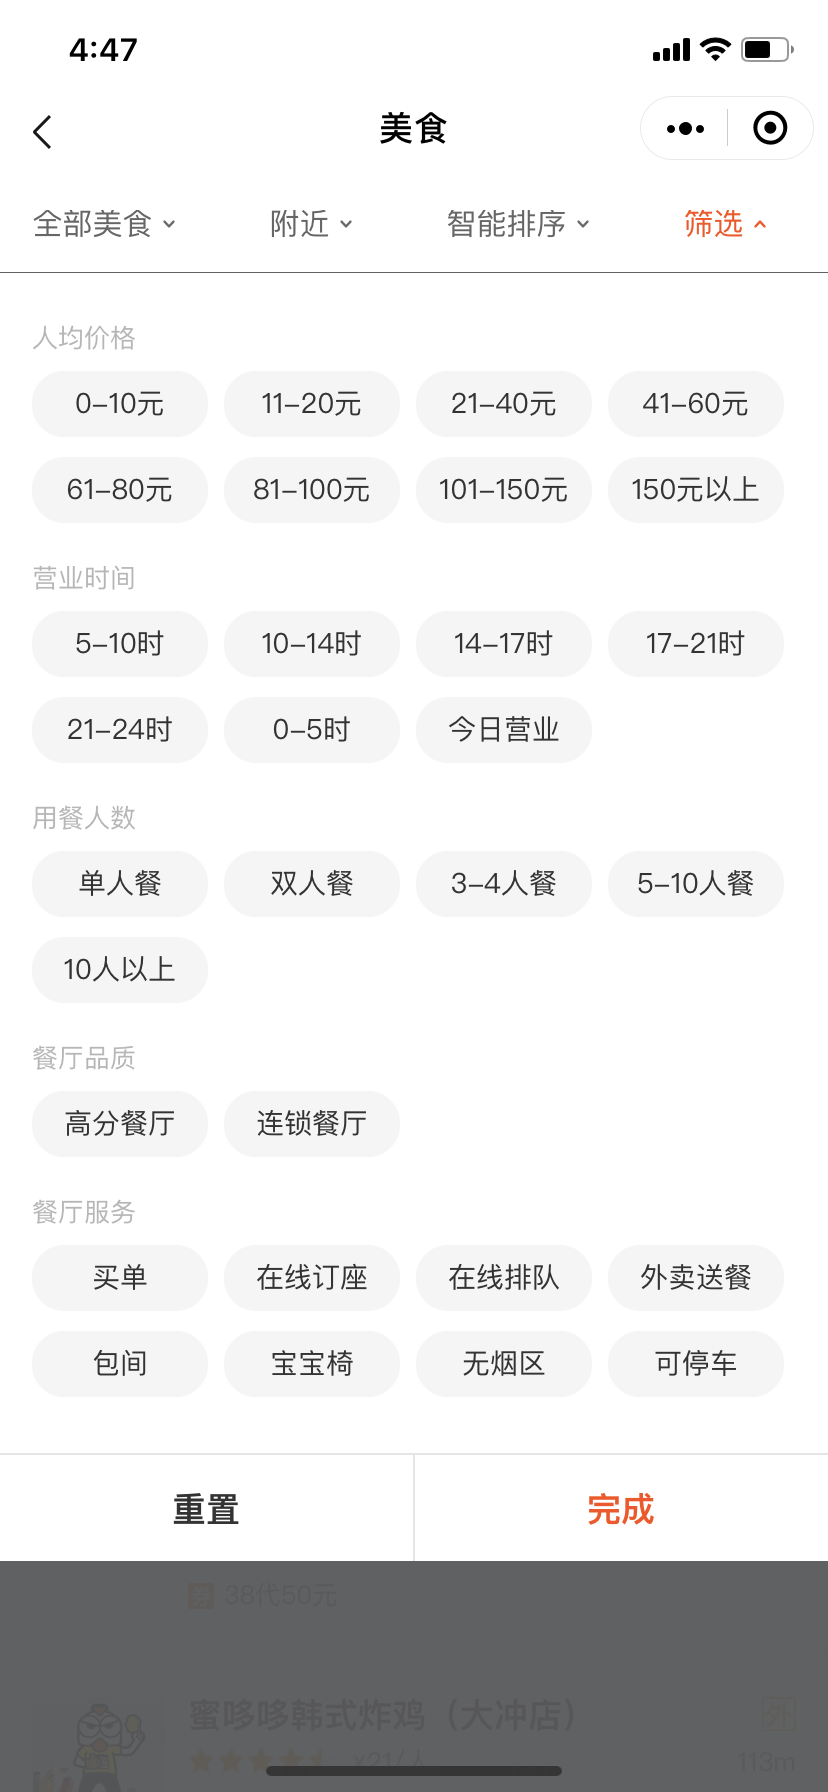 4:47
美食
全部美食 附近 智能排序 筛选
人均价格
0-10元 11-20元 21-40元 41-60元
61-80元 81-100元 101-150元 150元以上
营业时间
5-10时 10-14时 14-17时 17-21时
21-24时 0-5时 今日营业
用餐人数
单人餐 双人餐 3-4人餐 5-10人餐
10人以上
餐厅品质
高分餐厅 连锁餐厅
餐厅服务
买单 在线订座 在线排队 外卖送餐
包间 宝宝椅 无烟区 可停车
重置 完成
券 38代50元
蜜哆哆韩式炸鸡（大冲店） 外
¥21/人 113m